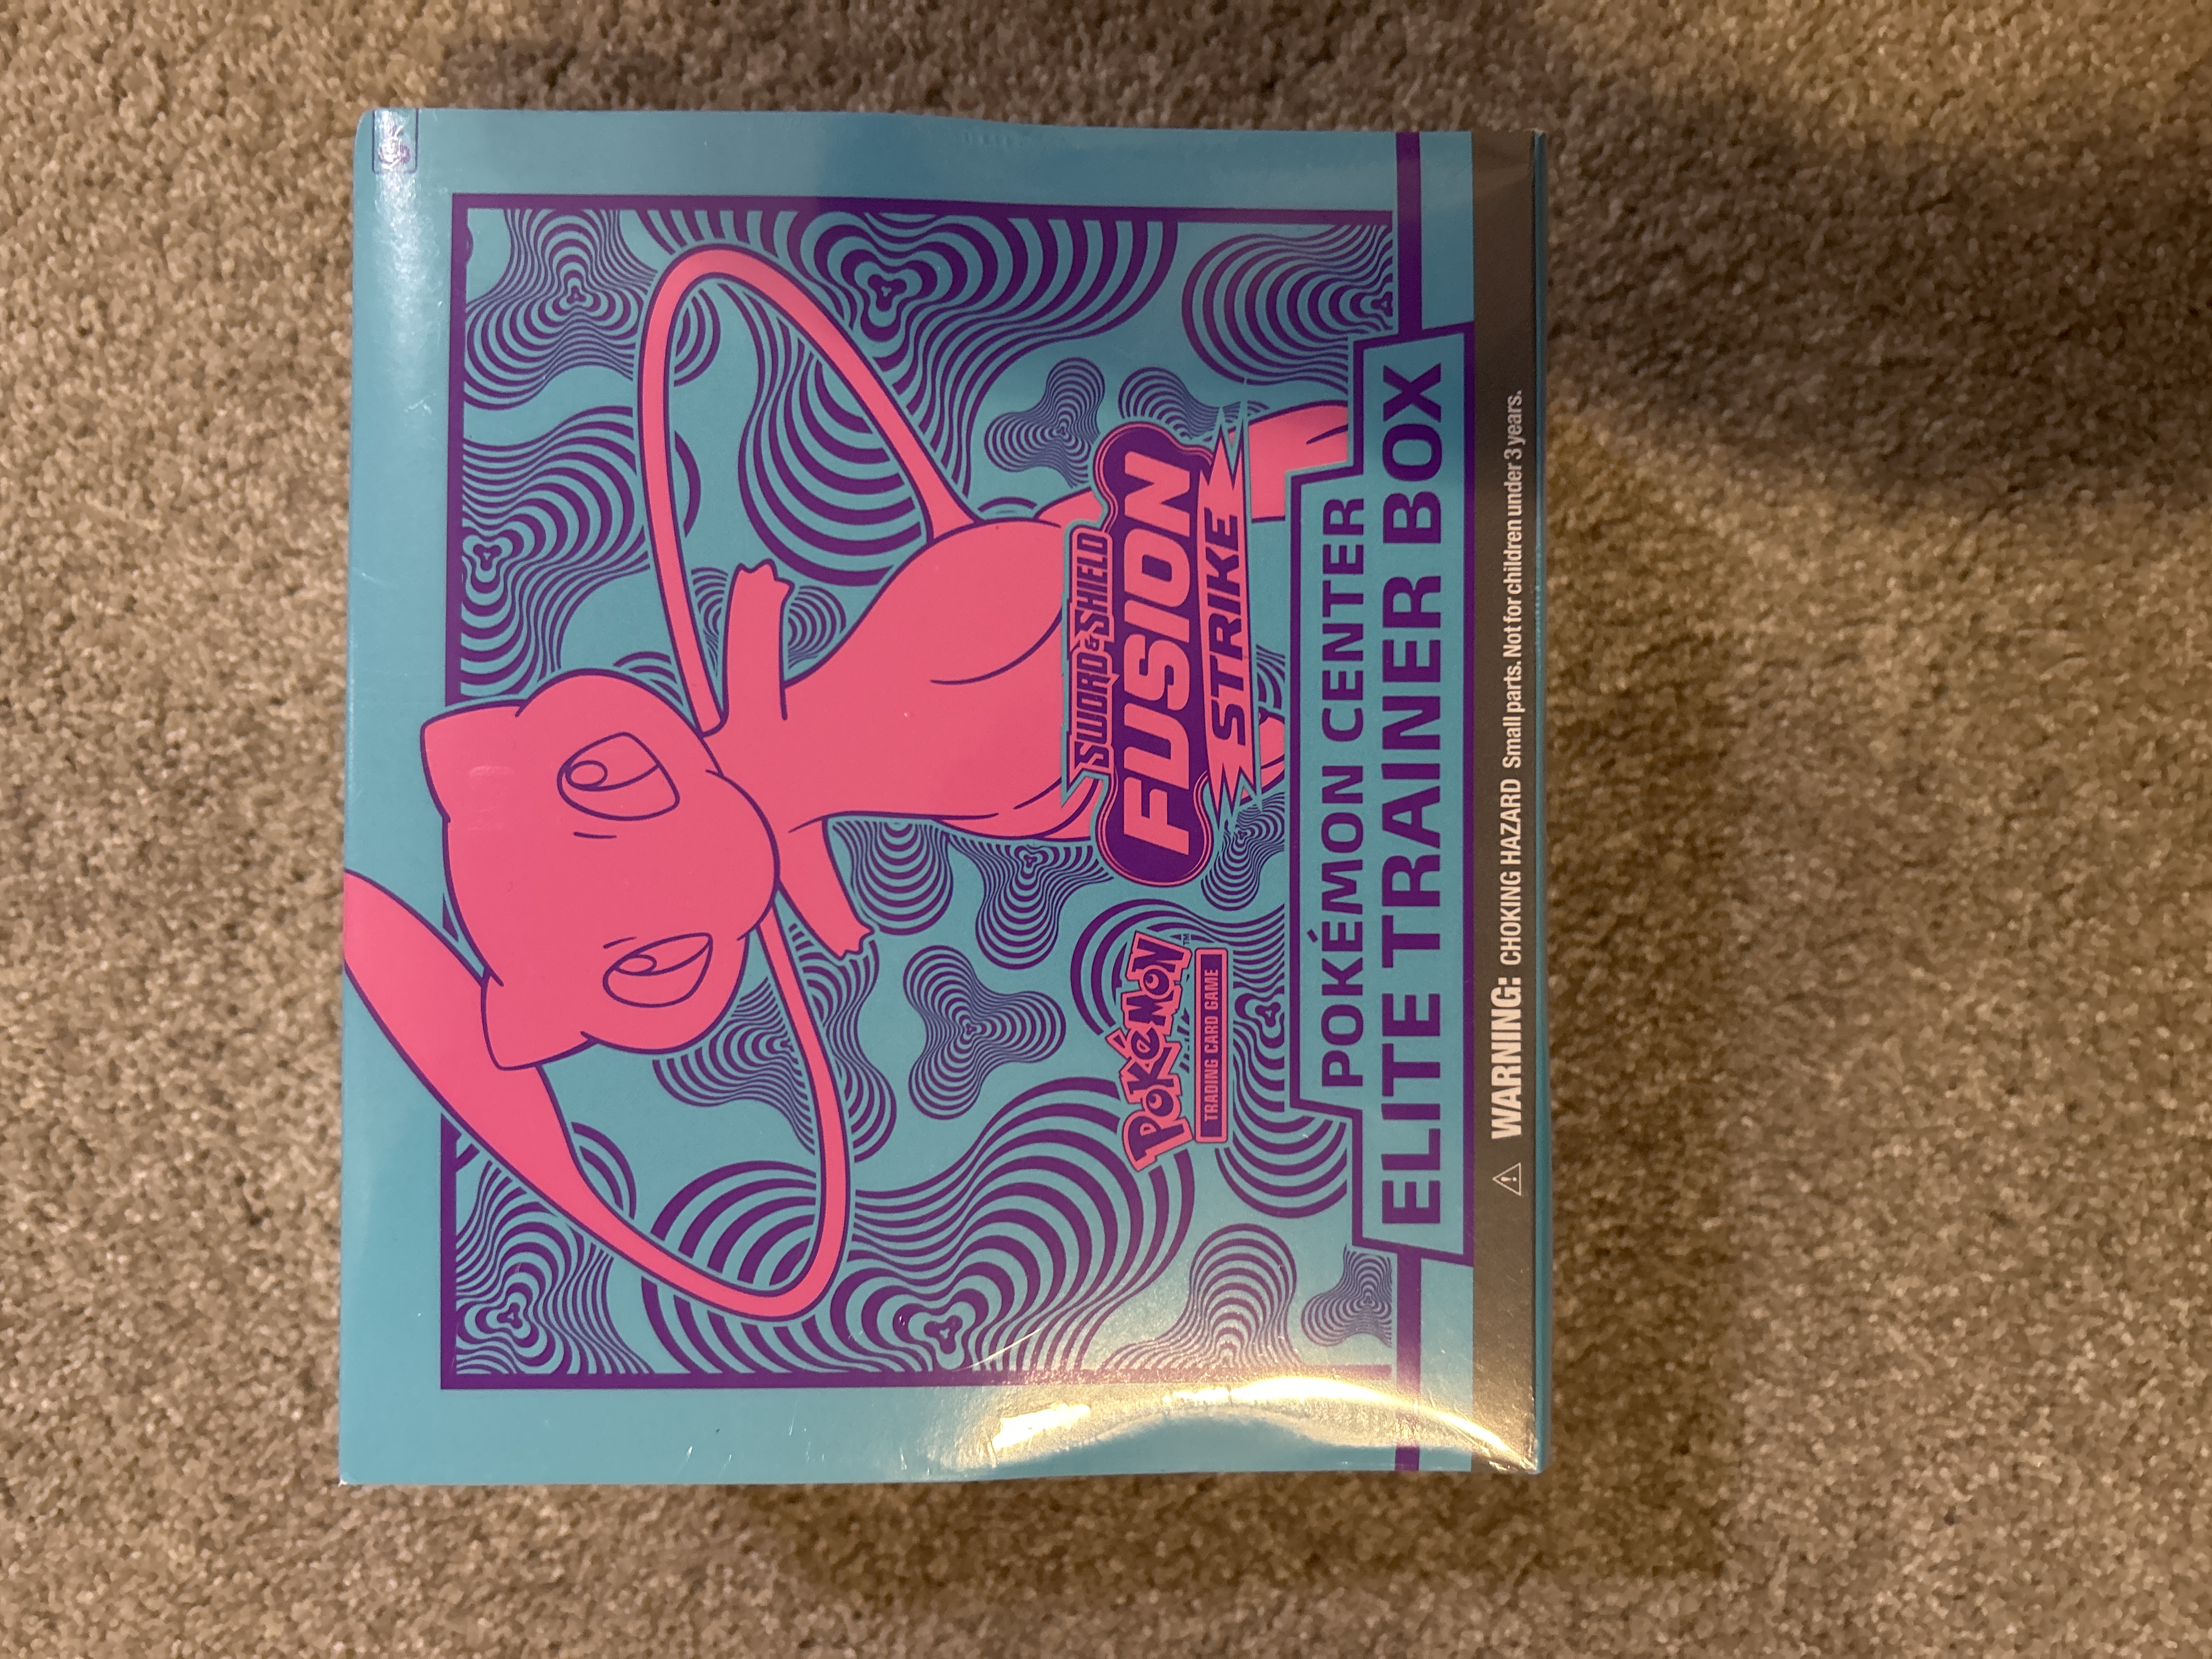 SWORD & SHIELD
FUSION
STRIKE
Pokémon™
TRADING CARD GAME
POKÉMON CENTER
ELITE TRAINER BOX
⚠ WARNING: CHOKING HAZARD Small parts. Not for children under 3 years.